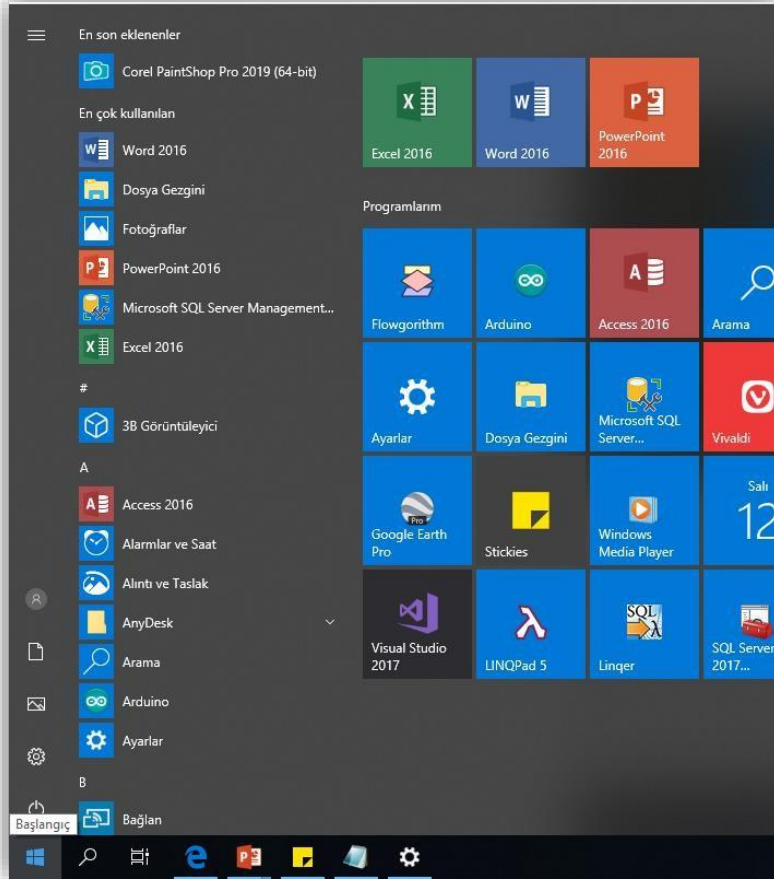 En son eklenenler
Corel PaintShop Pro 2019 (64-bit)
En çok kullanılan
Word 2016
Dosya Gezgini
Fotoğraflar
PowerPoint 2016
Microsoft SQL Server Management...
Excel 2016
#
3B Görüntüleyici
A
Access 2016
Alarmlar ve Saat
Alıntı ve Taslak
AnyDesk
Arama
Arduino
Ayarlar
B
Bağlan
Başlangıç
Excel 2016
Word 2016
PowerPoint
2016
Programlarım
Flowgorithm
Arduino
Access 2016
Arama
Ayarlar
Dosya Gezgini
Microsoft SQL
Server...
Vivaldi
Pro
Google Earth
Pro
Stickies
Windows
Media Player
Salı
12
Visual Studio
2017
LINQPad 5
SQL
Linqer
SQL Server
2017...